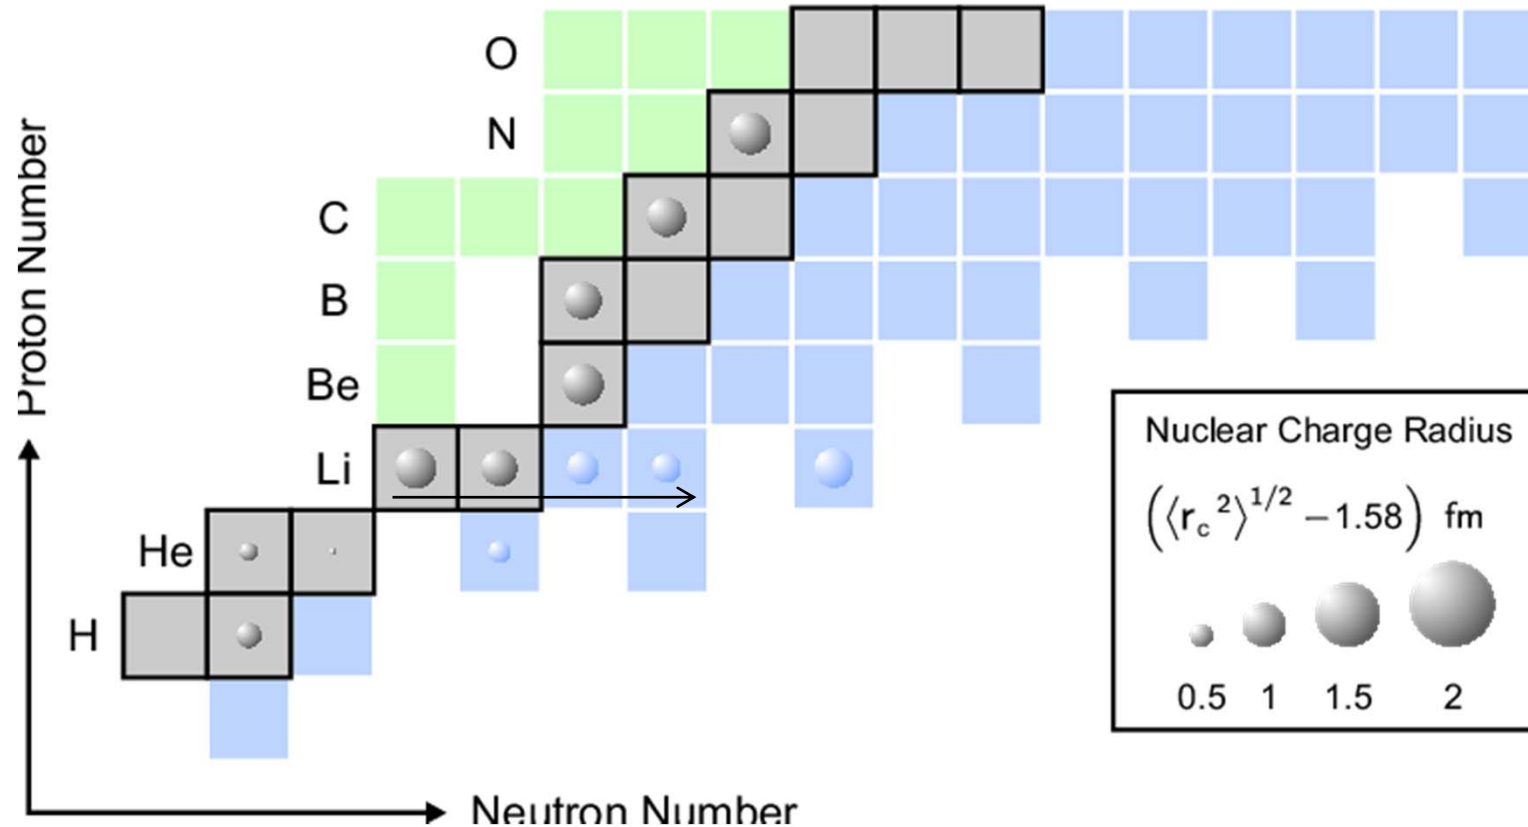 O
N
C
B
Be
Li
He
H
Proton Number
Neutron Number
Nuclear Charge Radius
(⟨r_c²⟩^{1/2} − 1.58) fm
0.5 1 1.5 2